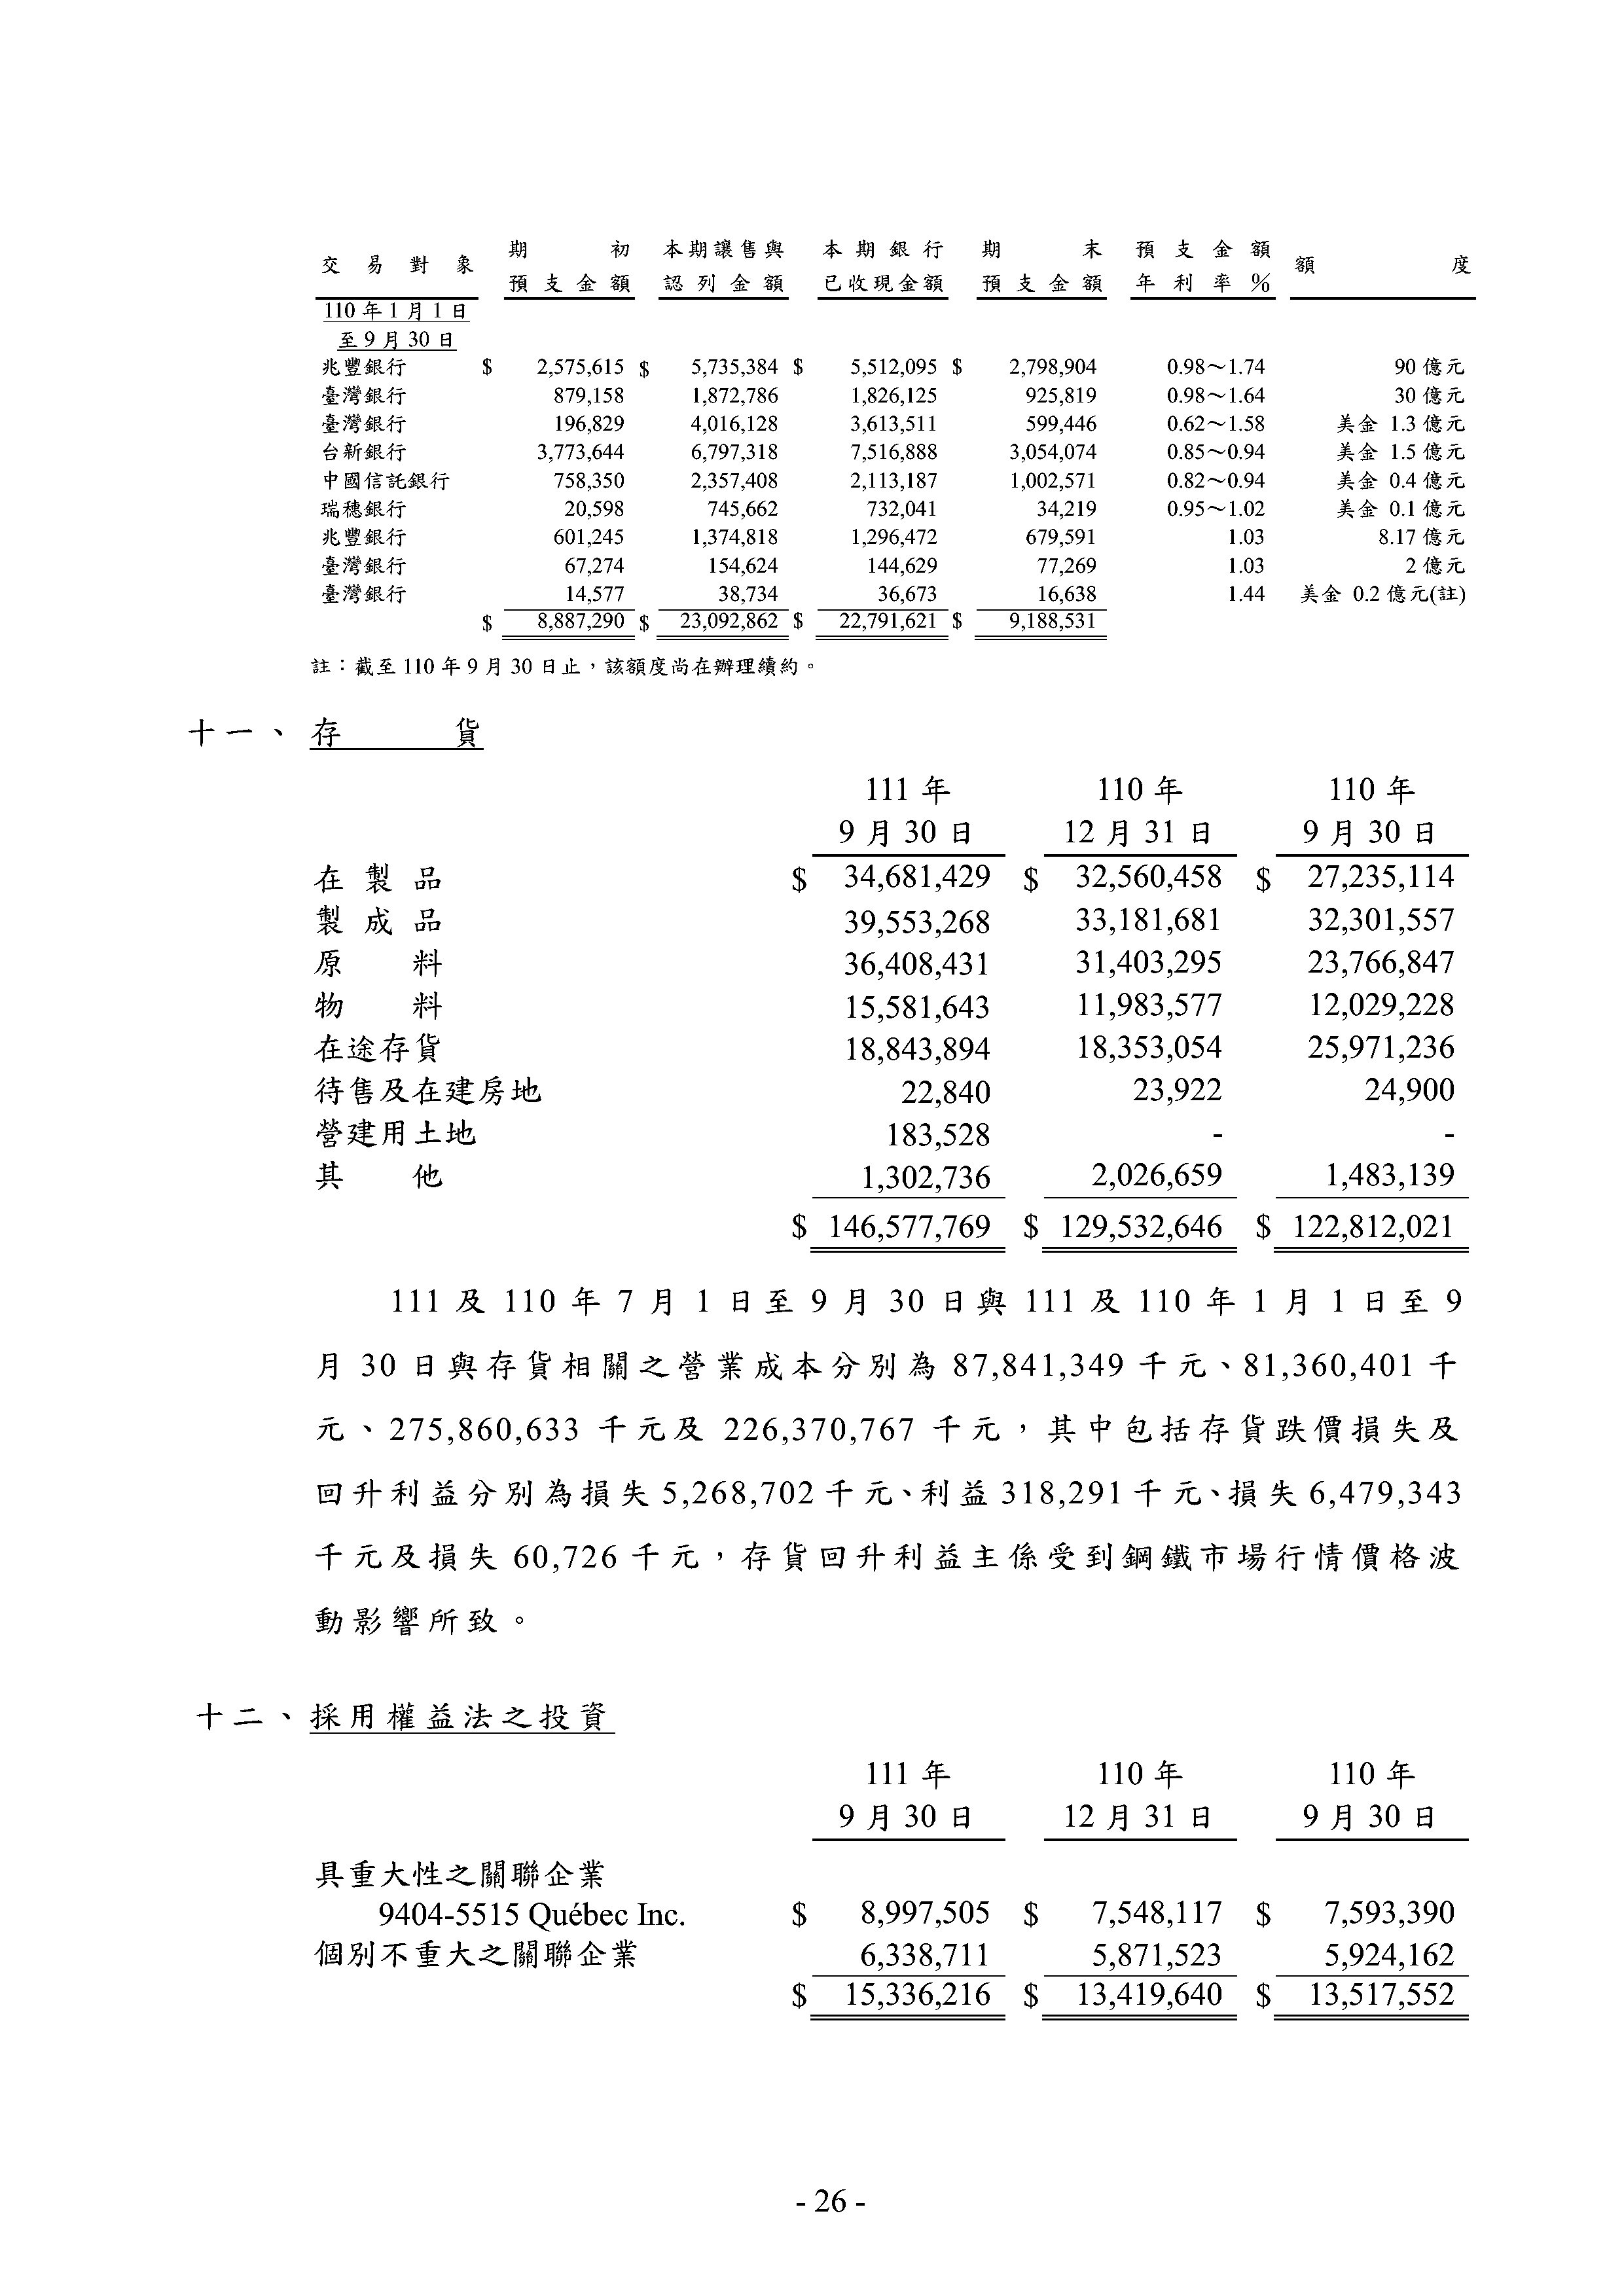 交易對象 期初預支金額 本期讓售與認列金額 本期銀行已收現金額 期末預支金額 預支金額年利率% 額度
110年1月1日
至9月30日
兆豐銀行 $ 2,575,615 $ 5,735,384 $ 5,512,095 $ 2,798,904 0.98～1.74 90億元
臺灣銀行 879,158 1,872,786 1,826,125 925,819 0.98～1.64 30億元
臺灣銀行 196,829 4,016,128 3,613,511 599,446 0.62～1.58 美金 1.3億元
台新銀行 3,773,644 6,797,318 7,516,888 3,054,074 0.85～0.94 美金 1.5億元
中國信託銀行 758,350 2,357,408 2,113,187 1,002,571 0.82～0.94 美金 0.4億元
瑞穗銀行 20,598 745,662 732,041 34,219 0.95～1.02 美金 0.1億元
兆豐銀行 601,245 1,374,818 1,296,472 679,591 1.03 8.17億元
臺灣銀行 67,274 154,624 144,629 77,269 1.03 2億元
臺灣銀行 14,577 38,734 36,673 16,638 1.44 美金 0.2億元(註)
$ 8,887,290 $ 23,092,862 $ 22,791,621 $ 9,188,531
註：截至110年9月30日止，該額度尚在辦理續約。
十一、存貨
111年 110年 110年
9月30日 12月31日 9月30日
在製品 $ 34,681,429 $ 32,560,458 $ 27,235,114
製成品 39,553,268 33,181,681 32,301,557
原料 36,408,431 31,403,295 23,766,847
物料 15,581,643 11,983,577 12,029,228
在途存貨 18,843,894 18,353,054 25,971,236
待售及在建房地 22,840 23,922 24,900
營建用土地 183,528 - -
其他 1,302,736 2,026,659 1,483,139
$ 146,577,769 $ 129,532,646 $ 122,812,021
111及110年7月1日至9月30日與111及110年1月1日至9
月30日與存貨相關之營業成本分別為87,841,349千元、81,360,401千
元、275,860,633千元及226,370,767千元，其中包括存貨跌價損失及
回升利益分別為損失5,268,702千元、利益318,291千元、損失6,479,343
千元及損失60,726千元，存貨回升利益主係受到鋼鐵市場行情價格波
動影響所致。
十二、採用權益法之投資
111年 110年 110年
9月30日 12月31日 9月30日
具重大性之關聯企業
9404-5515 Québec Inc. $ 8,997,505 $ 7,548,117 $ 7,593,390
個別不重大之關聯企業 6,338,711 5,871,523 5,924,162
$ 15,336,216 $ 13,419,640 $ 13,517,552
- 26 -